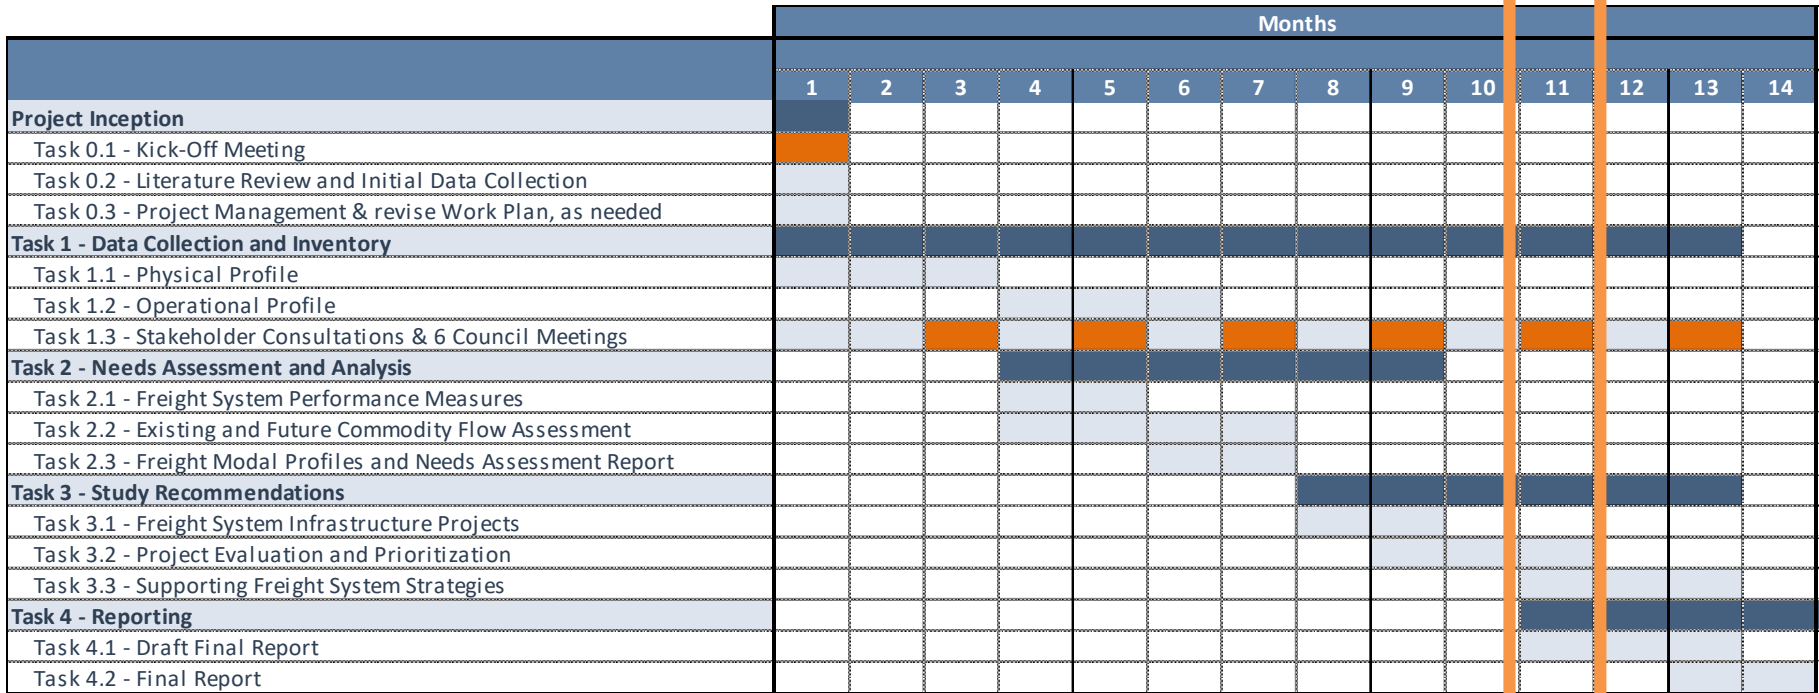 Months
1 2 3 4 5 6 7 8 9 10 11 12 13 14
Project Inception
Task 0.1 - Kick-Off Meeting
Task 0.2 - Literature Review and Initial Data Collection
Task 0.3 - Project Management & revise Work Plan, as needed
Task 1 - Data Collection and Inventory
Task 1.1 - Physical Profile
Task 1.2 - Operational Profile
Task 1.3 - Stakeholder Consultations & 6 Council Meetings
Task 2 - Needs Assessment and Analysis
Task 2.1 - Freight System Performance Measures
Task 2.2 - Existing and Future Commodity Flow Assessment
Task 2.3 - Freight Modal Profiles and Needs Assessment Report
Task 3 - Study Recommendations
Task 3.1 - Freight System Infrastructure Projects
Task 3.2 - Project Evaluation and Prioritization
Task 3.3 - Supporting Freight System Strategies
Task 4 - Reporting
Task 4.1 - Draft Final Report
Task 4.2 - Final Report